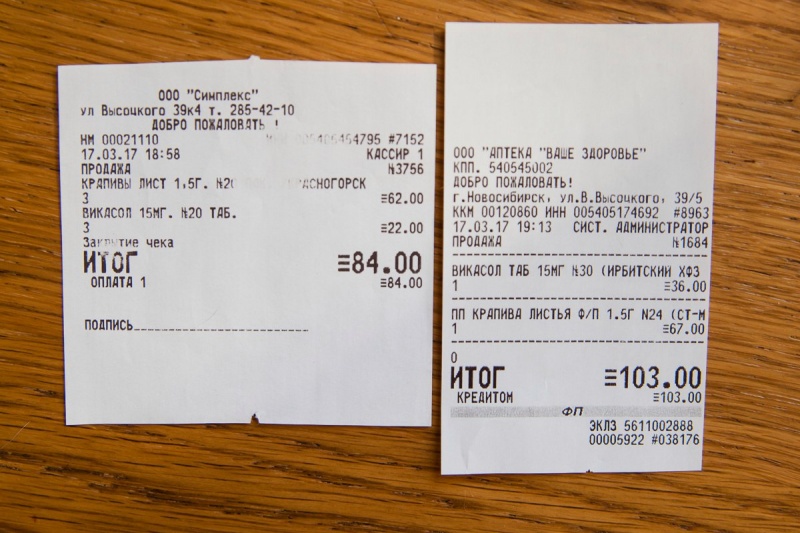 ООО "Симплекс"
ул Высоцкого 39к4 т. 285-42-10
ДОБРО ПОЖАЛОВАТЬ !
НМ 00021110 #7152
17.03.17 18:58 КАССИР 1
ПРОДАЖА №3756
КРАПИВЫ ЛИСТ 1,5Г. КРАСНОГОРСК
3 ≡62.00
ВИКАСОЛ 15МГ. №20 ТАБ.
3 ≡22.00
Закрытие чека
ИТОГ ≡84.00
ОПЛАТА 1 ≡84.00
ПОДПИСЬ
ООО "АПТЕКА "ВАШЕ ЗДОРОВЬЕ"
КПП. 540545002
ДОБРО ПОЖАЛОВАТЬ!
г.Новосибирск, ул.В.Высоцкого, 39/5
ККМ 00120860 ИНН 005405174692 #8963
17.03.17 19:13 СИСТ. АДМИНИСТРАТОР
ПРОДАЖА №1684
ВИКАСОЛ ТАБ 15МГ №30 (ИРБИТСКИЙ ХФЗ
1 ≡36.00
ПП КРАПИВА ЛИСТЬЯ Ф/П 1.5Г N24 (СТ-М
1 ≡67.00
0
ИТОГ ≡103.00
КРЕДИТОМ ≡103.00
ФП
ЭКЛЗ 5611002888
00005922 #038176